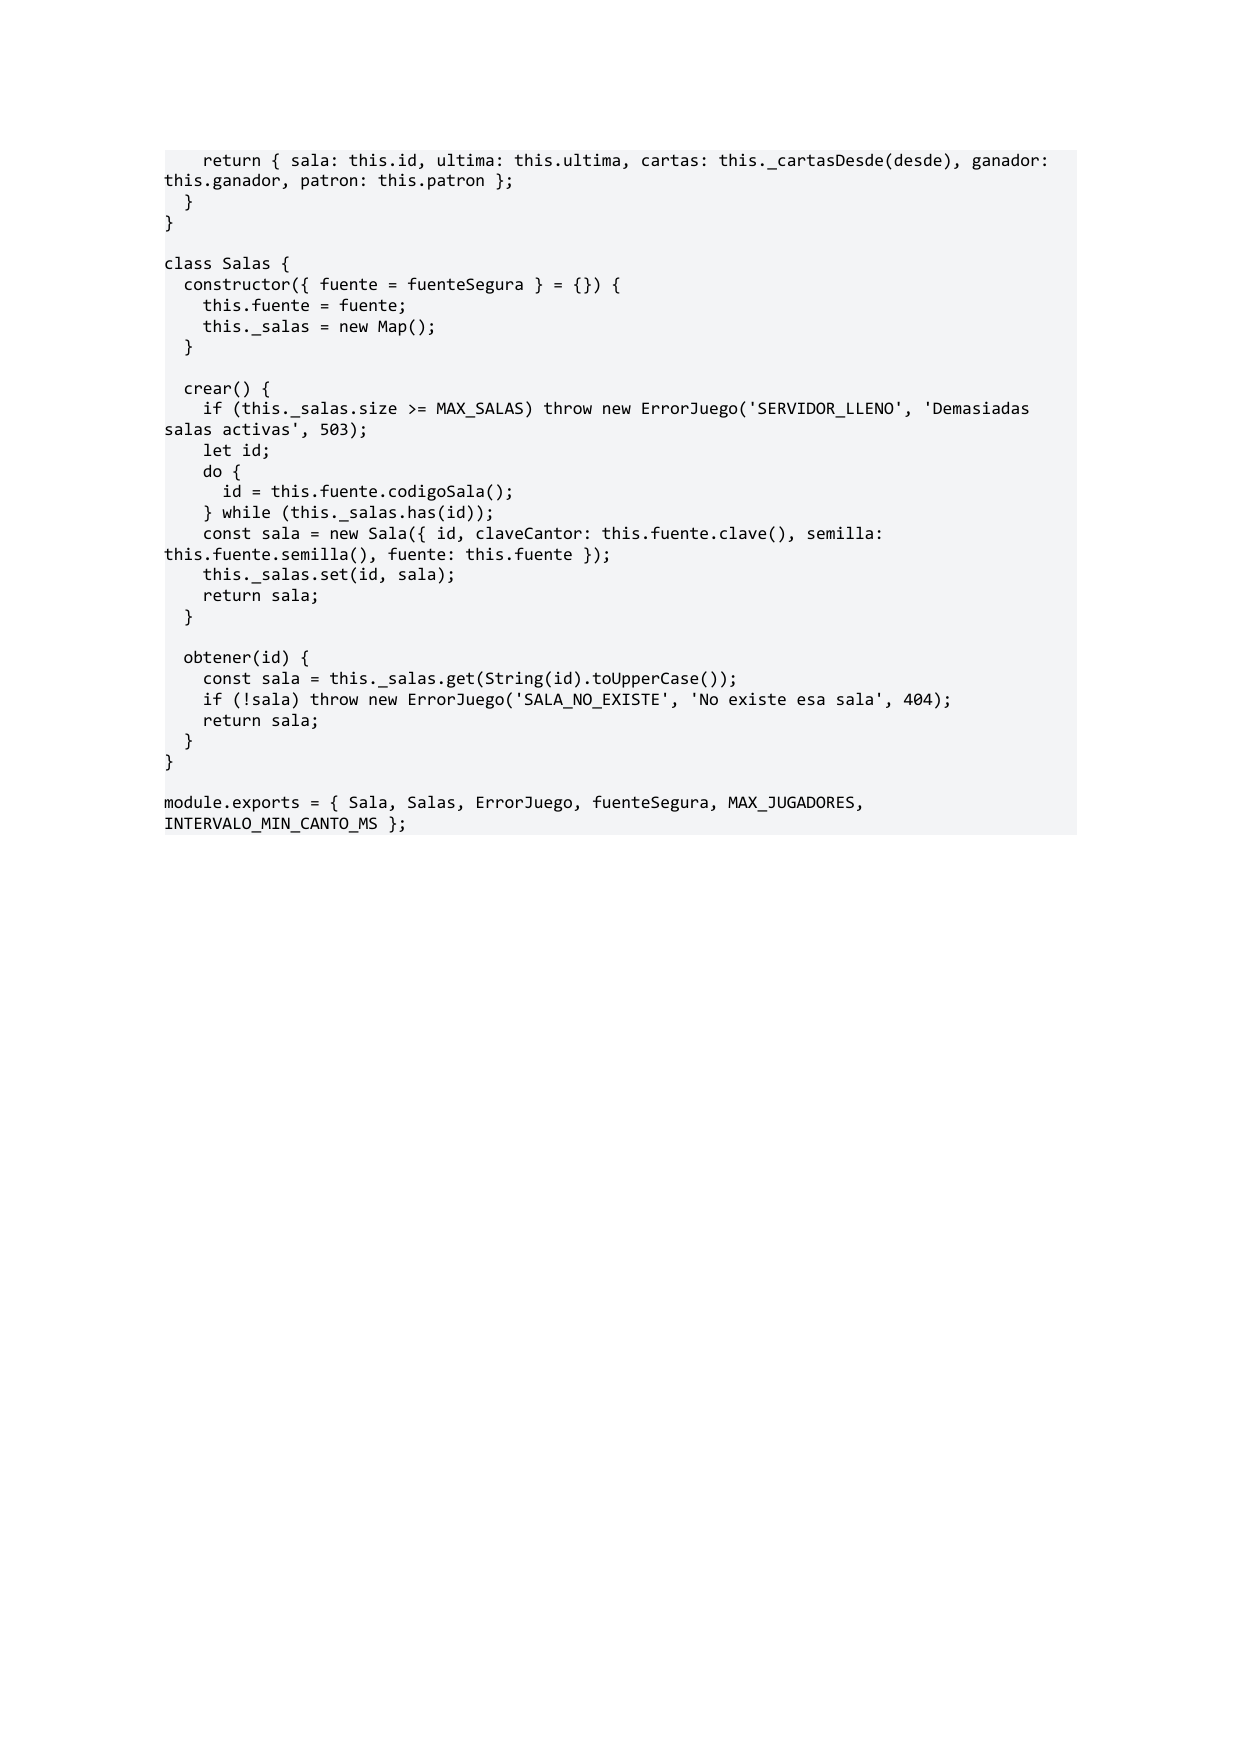 return { sala: this.id, ultima: this.ultima, cartas: this._cartasDesde(desde), ganador:
this.ganador, patron: this.patron };
  }
}

class Salas {
  constructor({ fuente = fuenteSegura } = {}) {
    this.fuente = fuente;
    this._salas = new Map();
  }

  crear() {
    if (this._salas.size >= MAX_SALAS) throw new ErrorJuego('SERVIDOR_LLENO', 'Demasiadas
salas activas', 503);
    let id;
    do {
      id = this.fuente.codigoSala();
    } while (this._salas.has(id));
    const sala = new Sala({ id, claveCantor: this.fuente.clave(), semilla:
this.fuente.semilla(), fuente: this.fuente });
    this._salas.set(id, sala);
    return sala;
  }

  obtener(id) {
    const sala = this._salas.get(String(id).toUpperCase());
    if (!sala) throw new ErrorJuego('SALA_NO_EXISTE', 'No existe esa sala', 404);
    return sala;
  }
}

module.exports = { Sala, Salas, ErrorJuego, fuenteSegura, MAX_JUGADORES,
INTERVALO_MIN_CANTO_MS };